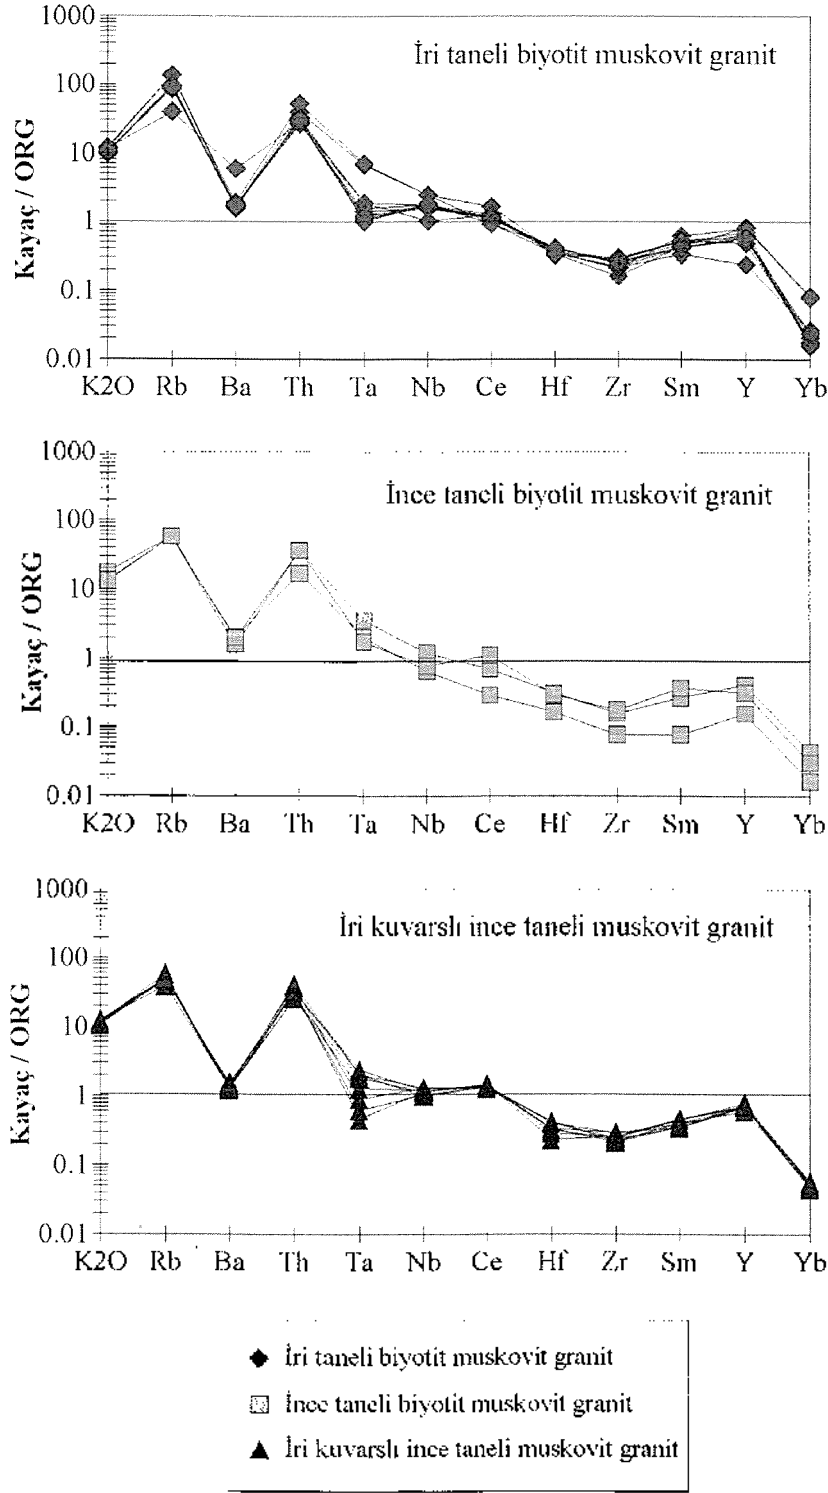 İri taneli biyotit muskovit granit
Kayaç / ORG
1000
100
10
1
0.1
0.01
K2O Rb Ba Th Ta Nb Ce Hf Zr Sm Y Yb
İnce taneli biyotit muskovit granit
Kayaç / ORG
1000
100
10
1
0.1
0.01
K2O Rb Ba Th Ta Nb Ce Hf Zr Sm Y Yb
İri kuvarslı ince taneli muskovit granit
Kayaç / ORG
1000
100
10
1
0.1
0.01
K2O Rb Ba Th Ta Nb Ce Hf Zr Sm Y Yb
İri taneli biyotit muskovit granit
İnce taneli biyotit muskovit granit
İri kuvarslı ince taneli muskovit granit